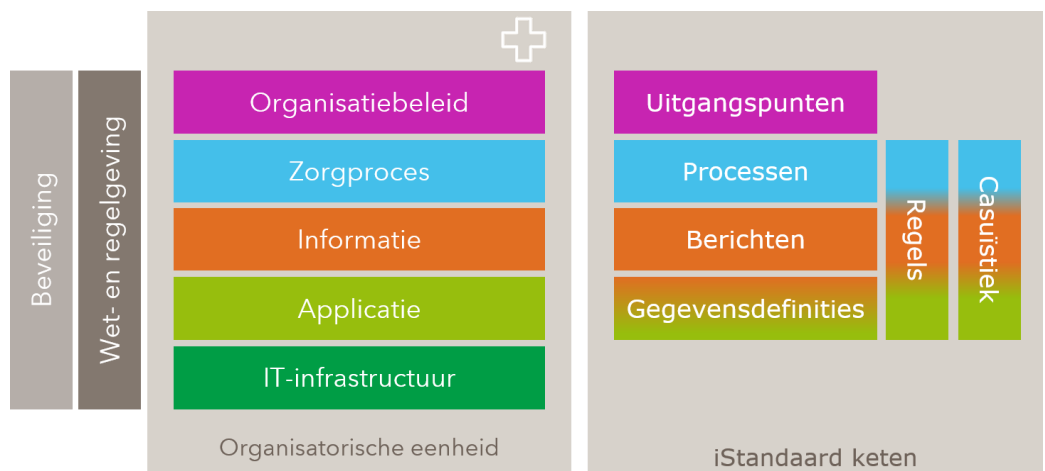 Beveiliging
Wet- en regelgeving
Organisatiebeleid
Zorgproces
Informatie
Applicatie
IT-infrastructuur
Organisatorische eenheid
Uitgangspunten
Processen
Berichten
Gegevensdefinities
Regels
Casuïstiek
iStandaard keten